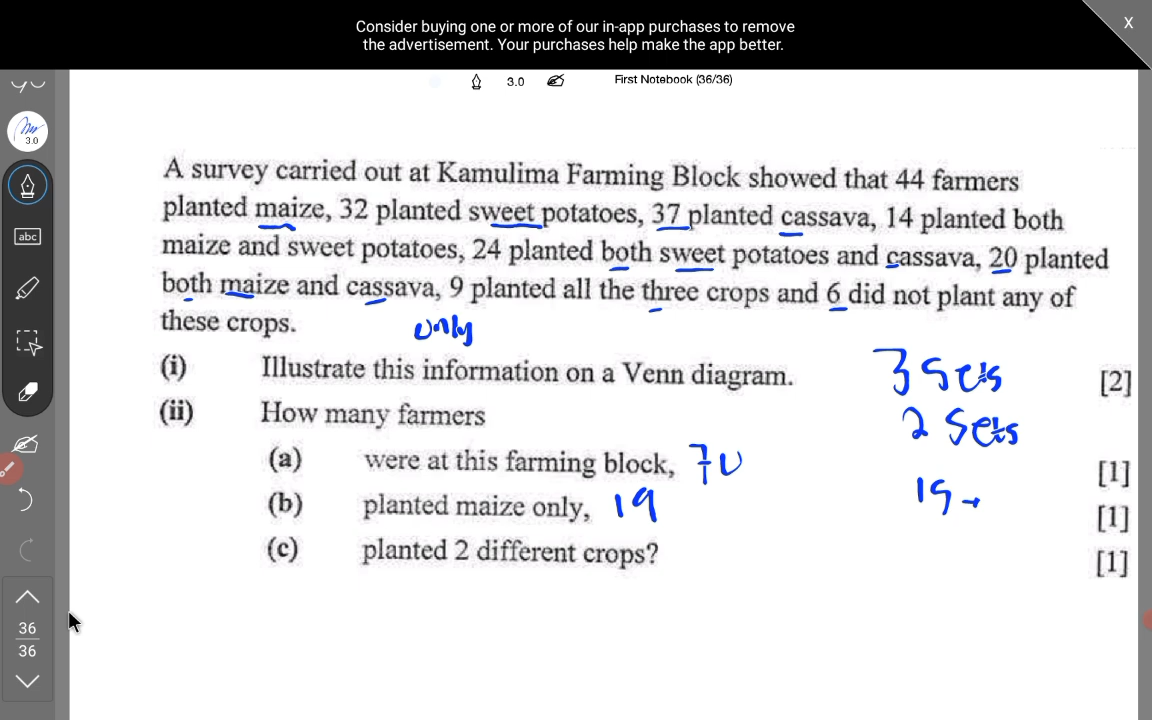 Consider buying one or more of our in-app purchases to remove
the advertisement. Your purchases help make the app better.
X
3.0
First Notebook (36/36)
3.0
abc
A survey carried out at Kamulima Farming Block showed that 44 farmers
planted maize, 32 planted sweet potatoes, 37 planted cassava, 14 planted both
maize and sweet potatoes, 24 planted both sweet potatoes and cassava, 20 planted
both maize and cassava, 9 planted all the three crops and 6 did not plant any of
these crops.
only
(i) Illustrate this information on a Venn diagram. [2]
3 Sets
(ii) How many farmers
2 Sets
(a) were at this farming block, 70 [1]
(b) planted maize only, 19 [1]
(c) planted 2 different crops? [1]
36
36